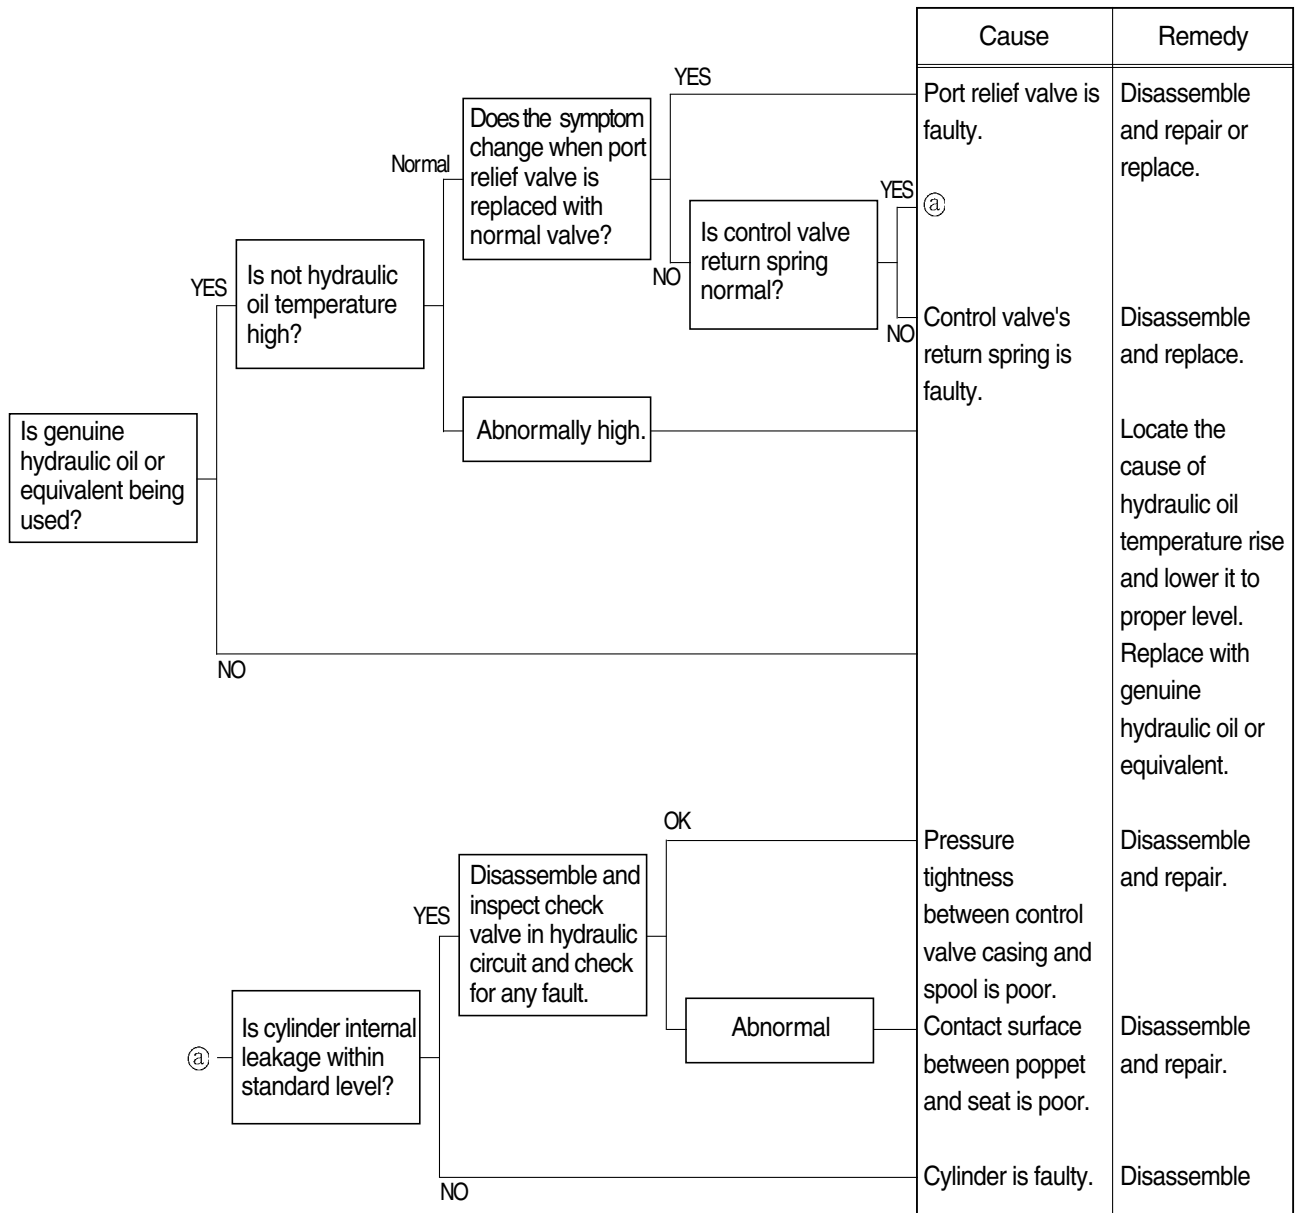 Cause
Remedy
YES
Port relief valve is
faulty.
Disassemble
and repair or
replace.
Does the symptom
change when port
relief valve is
replaced with
normal valve?
Normal
YES
ⓐ
Is control valve
return spring
normal?
NO
NO
Control valve's
return spring is
faulty.
Disassemble
and replace.
YES
Is not hydraulic
oil temperature
high?
Abnormally high.
Locate the
cause of
hydraulic oil
temperature rise
and lower it to
proper level.
Is genuine
hydraulic oil or
equivalent being
used?
NO
Replace with
genuine
hydraulic oil or
equivalent.
OK
Pressure
tightness
between control
valve casing and
spool is poor.
Disassemble
and repair.
YES
Disassemble and
inspect check
valve in hydraulic
circuit and check
for any fault.
Abnormal
Contact surface
between poppet
and seat is poor.
Disassemble
and repair.
ⓐ
Is cylinder internal
leakage within
standard level?
NO
Cylinder is faulty.
Disassemble